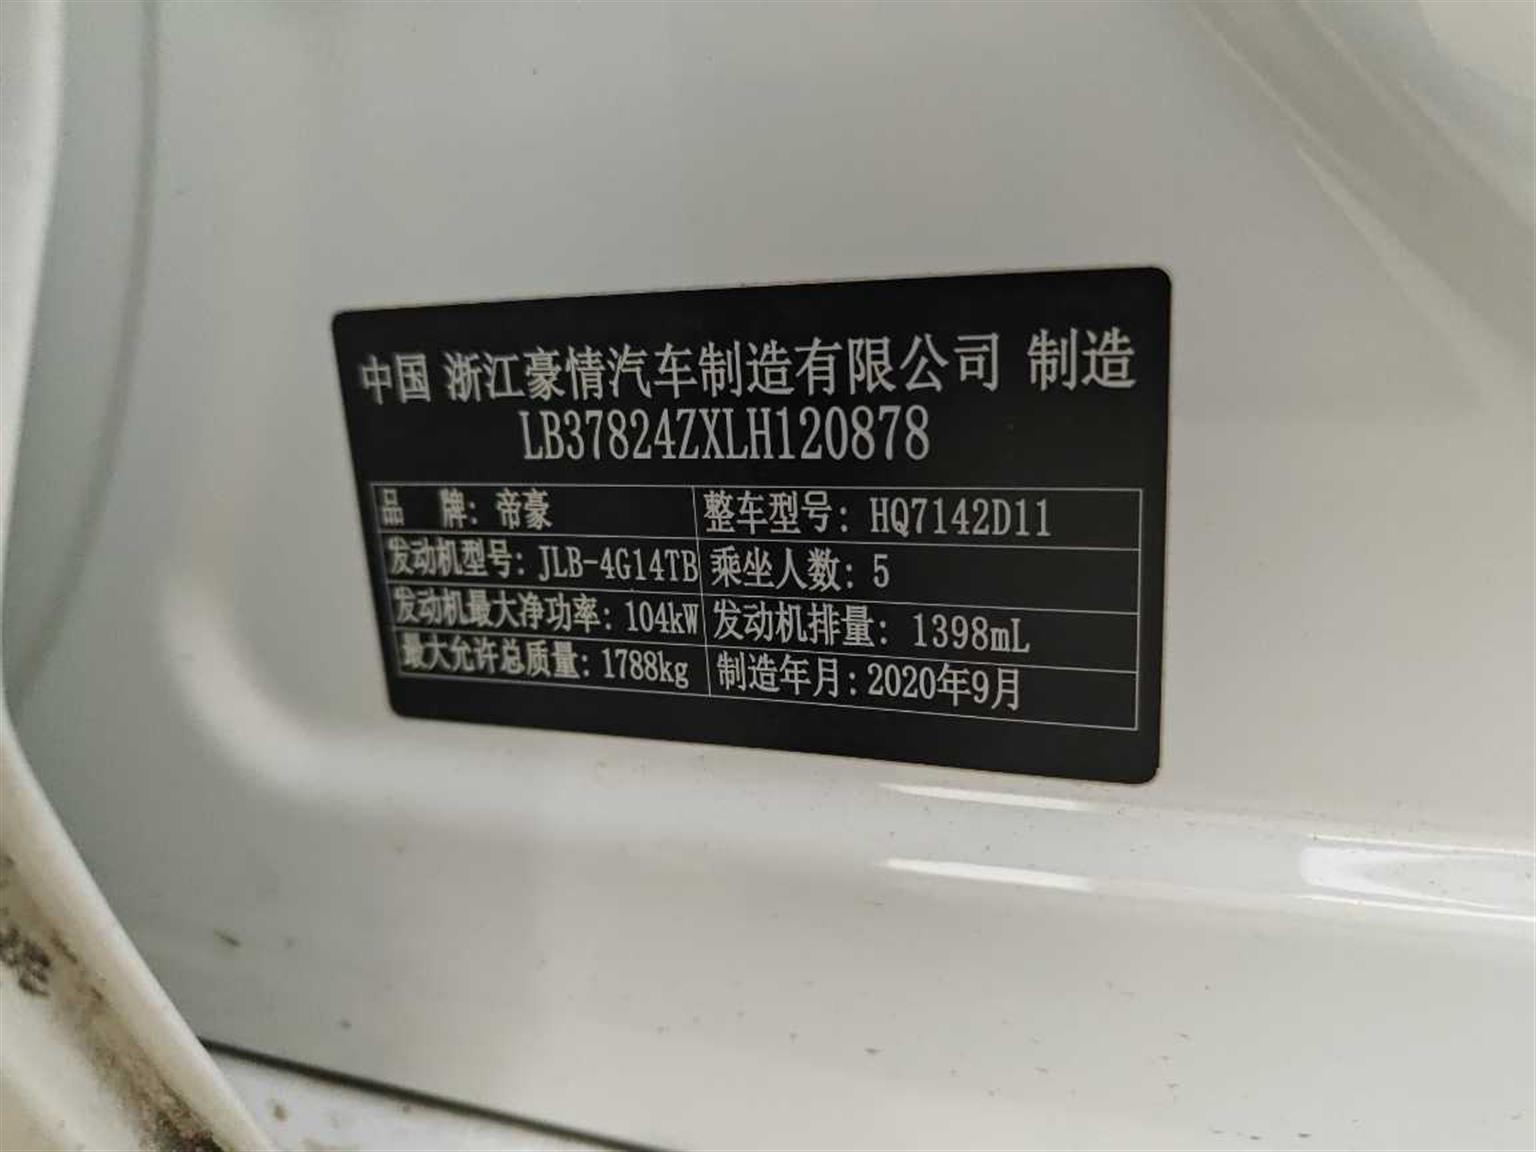 中国 浙江豪情汽车制造有限公司 制造
LB37824ZXLH120878
品 牌: 帝豪 整车型号: HQ7142D11
发动机型号: JLB-4G14TB 乘坐人数: 5
发动机最大净功率: 104kW 发动机排量: 1398mL
最大允许总质量: 1788kg 制造年月: 2020年9月